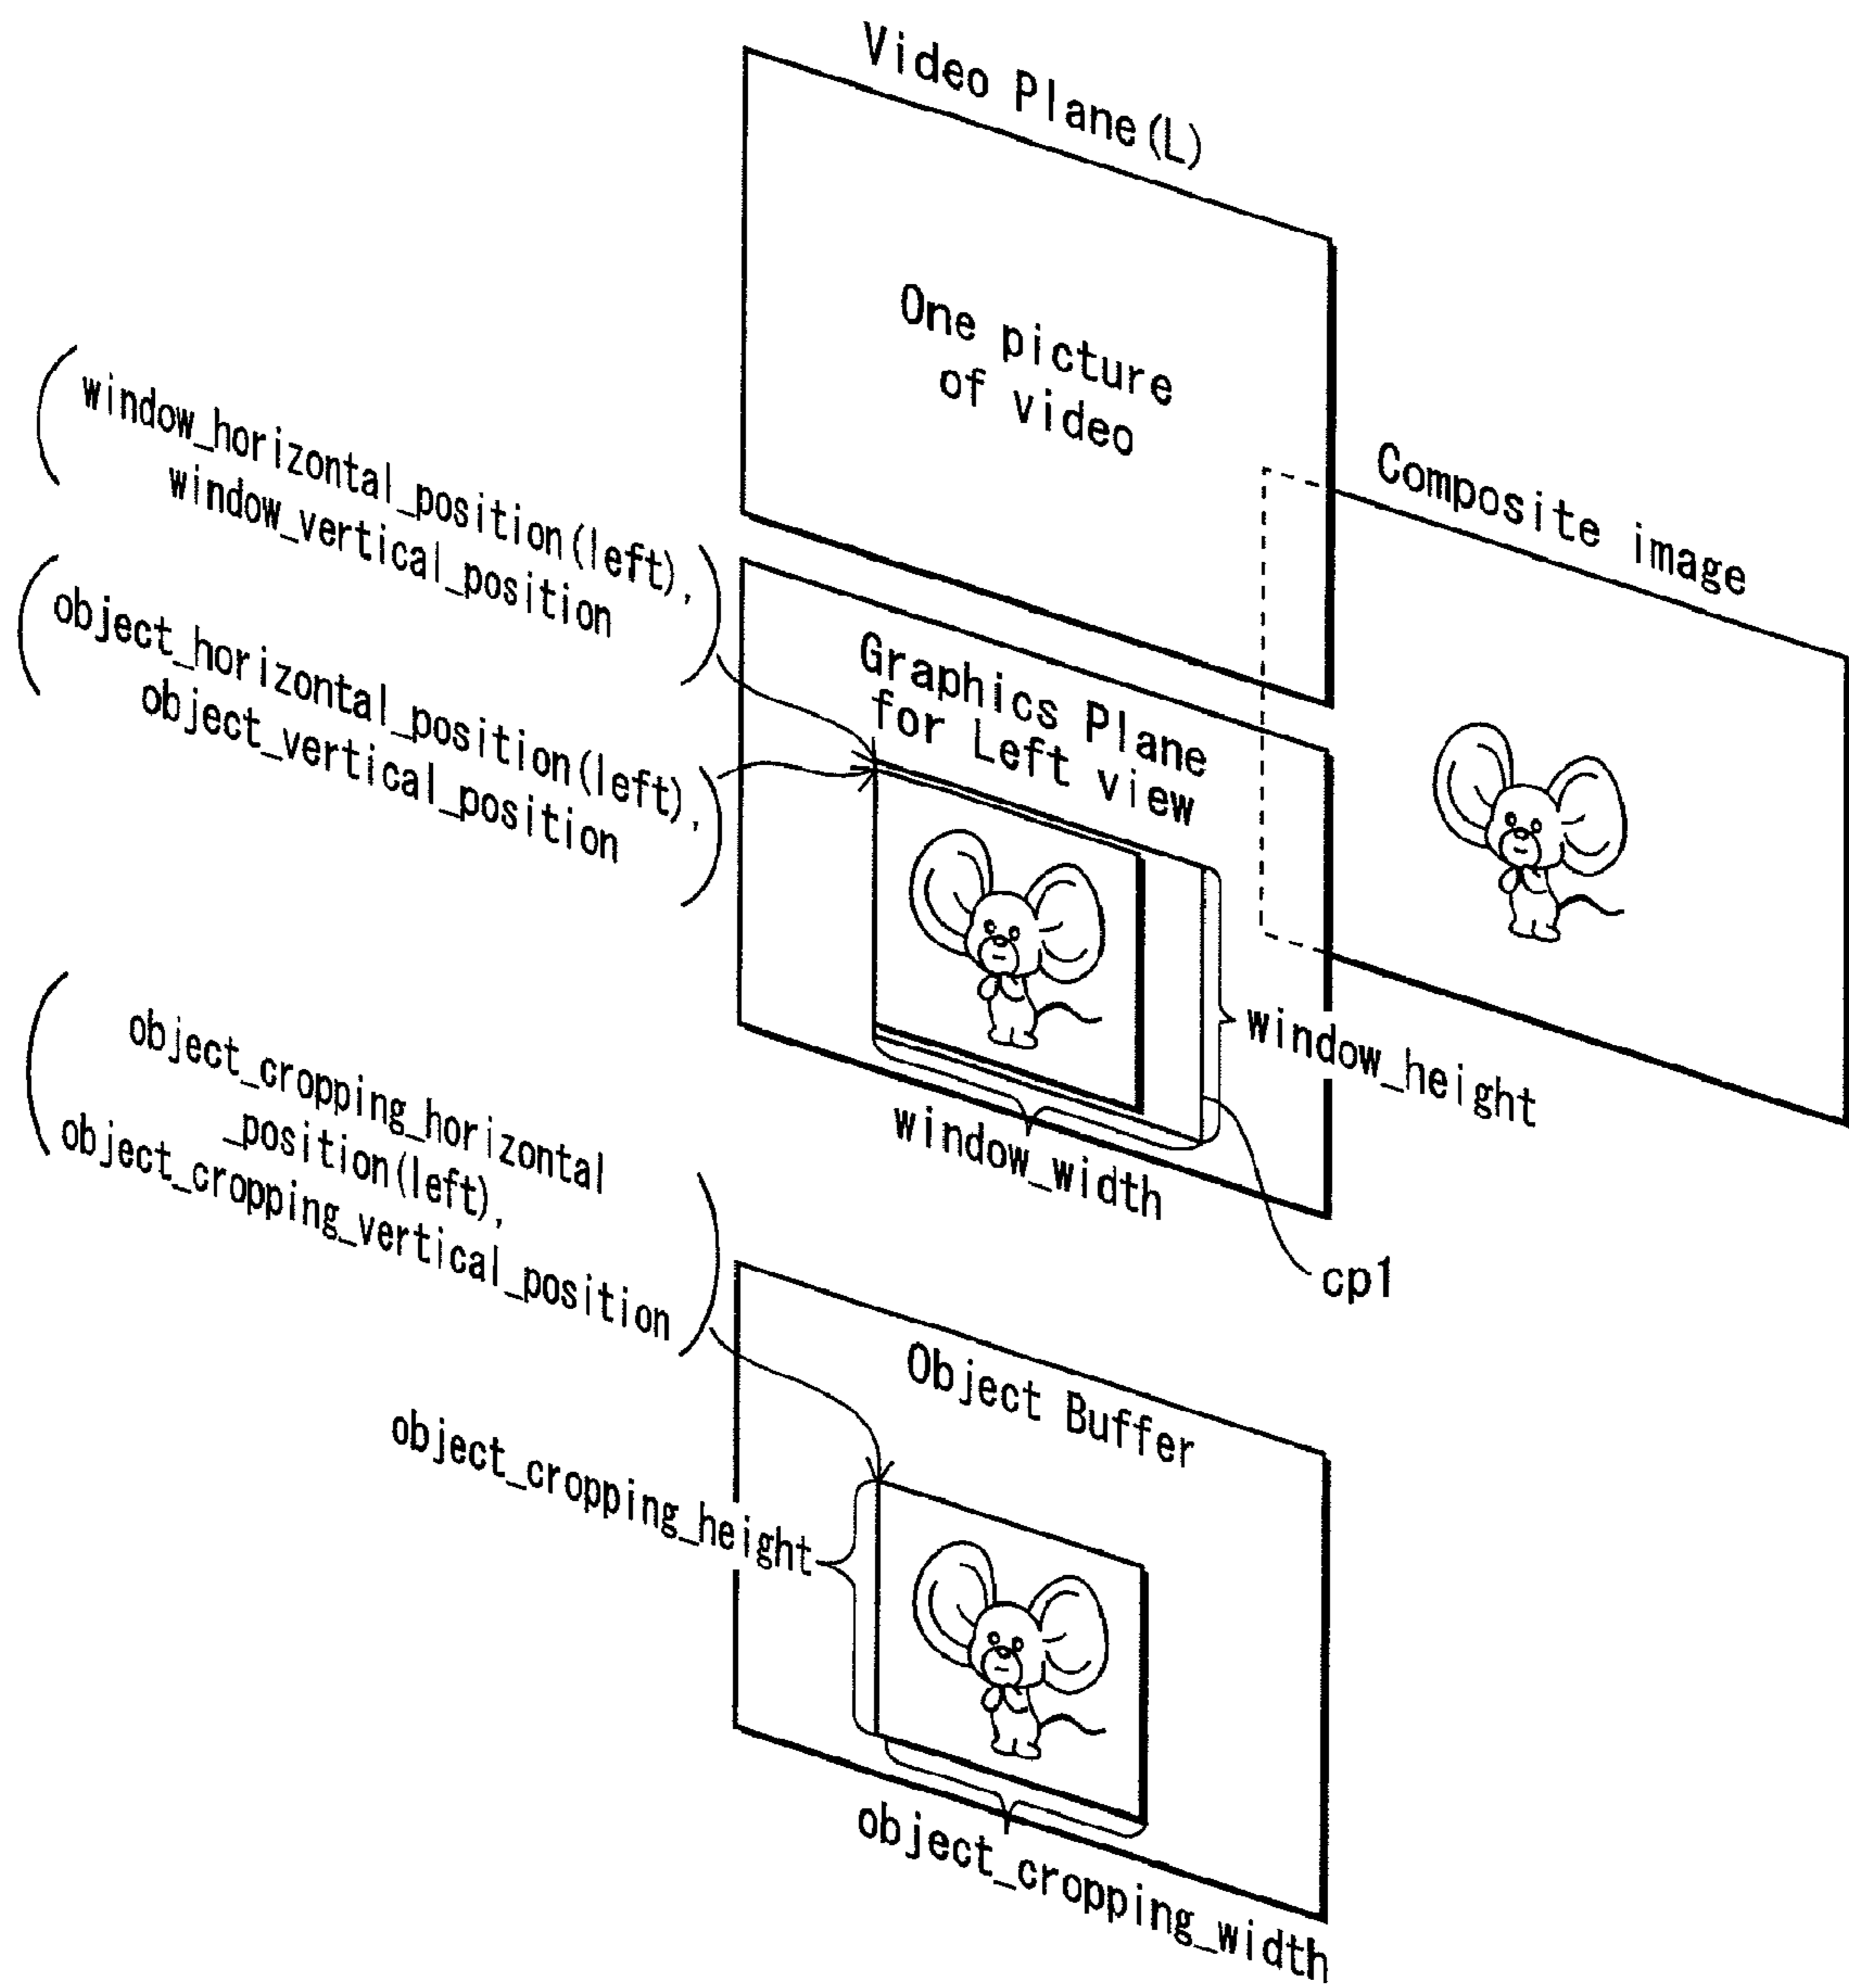 Video Plane(L)
One picture
of video
Composite image
(window_horizontal_position(left),
window_vertical_position)
(object_horizontal_position(left),
object_vertical_position)
Graphics Plane
for Left view
window_height
window_width
cp1
(object_cropping_horizontal
_position(left),
object_cropping_vertical_position)
Object Buffer
object_cropping_height
object_cropping_width